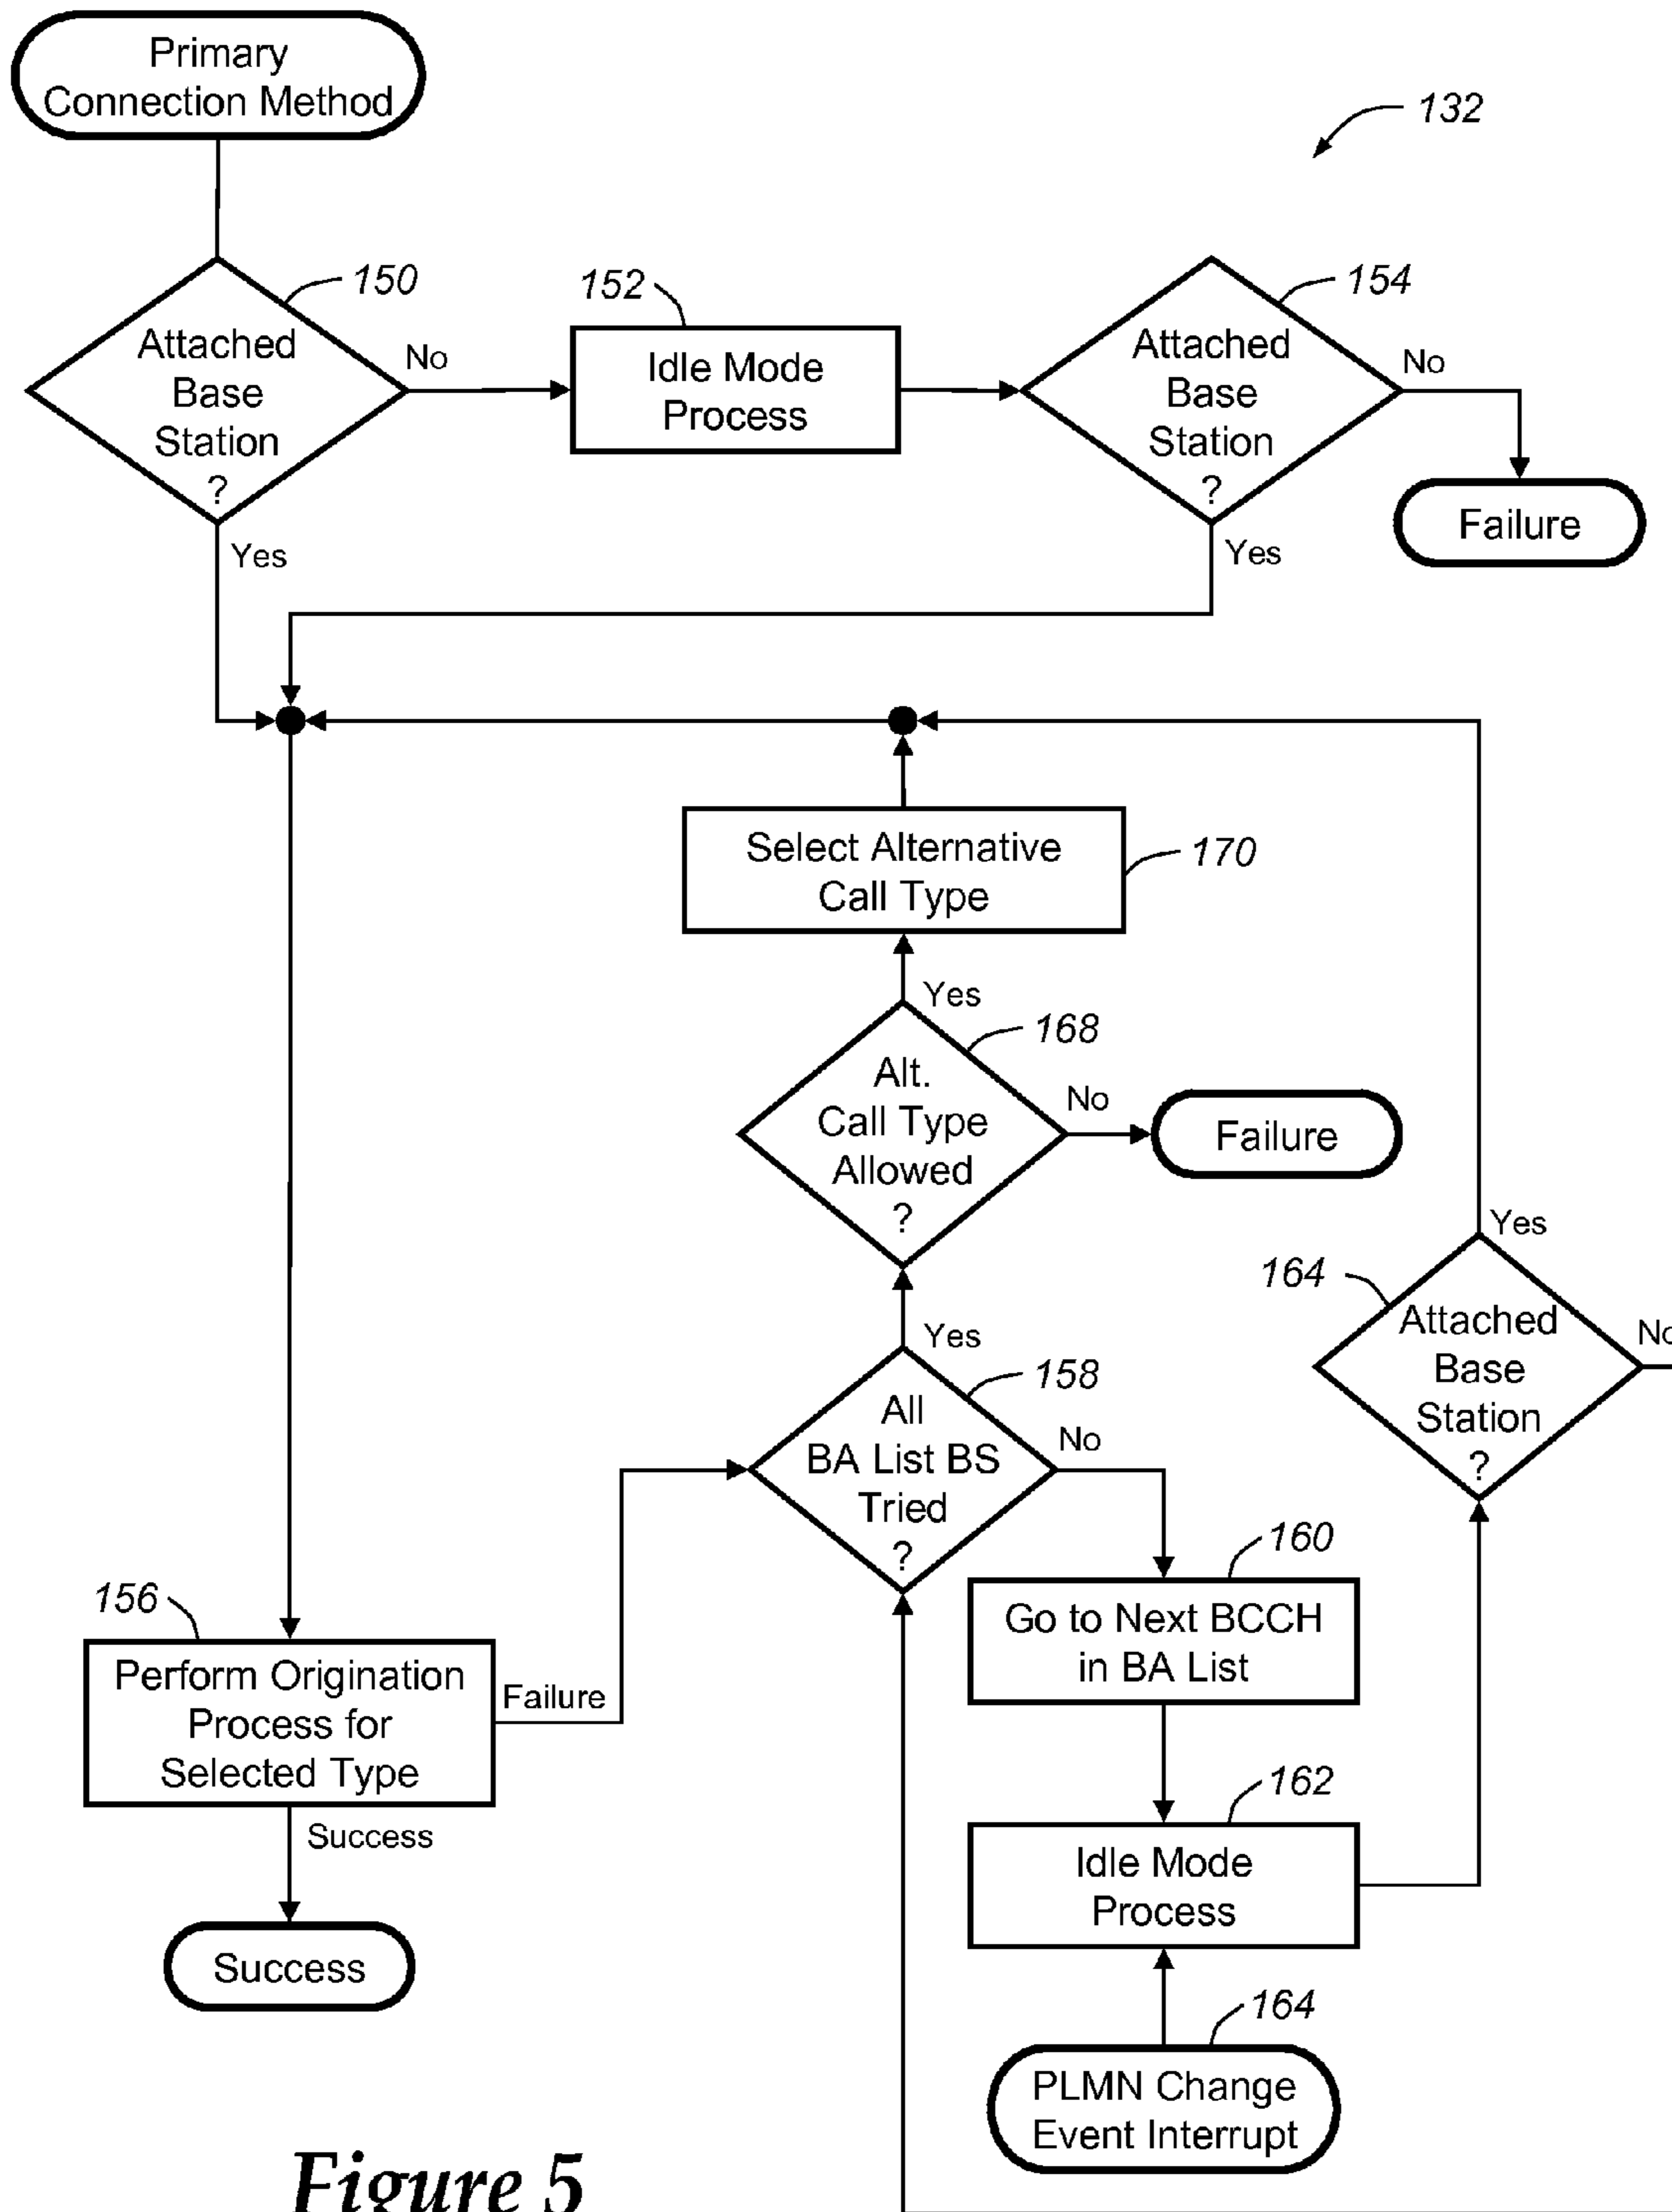 Primary
Connection Method
132
150
Attached
Base
Station
?
No
Yes
152
Idle Mode
Process
154
Attached
Base
Station
?
No
Yes
Failure
Select Alternative
Call Type
170
Yes
168
Alt.
Call Type
Allowed
?
No
Failure
Yes
164
Attached
Base
Station
?
No
Yes
158
All
BA List BS
Tried
?
No
160
Go to Next BCCH
in BA List
156
Perform Origination
Process for
Selected Type
Failure
Success
Success
162
Idle Mode
Process
164
PLMN Change
Event Interrupt
Figure 5